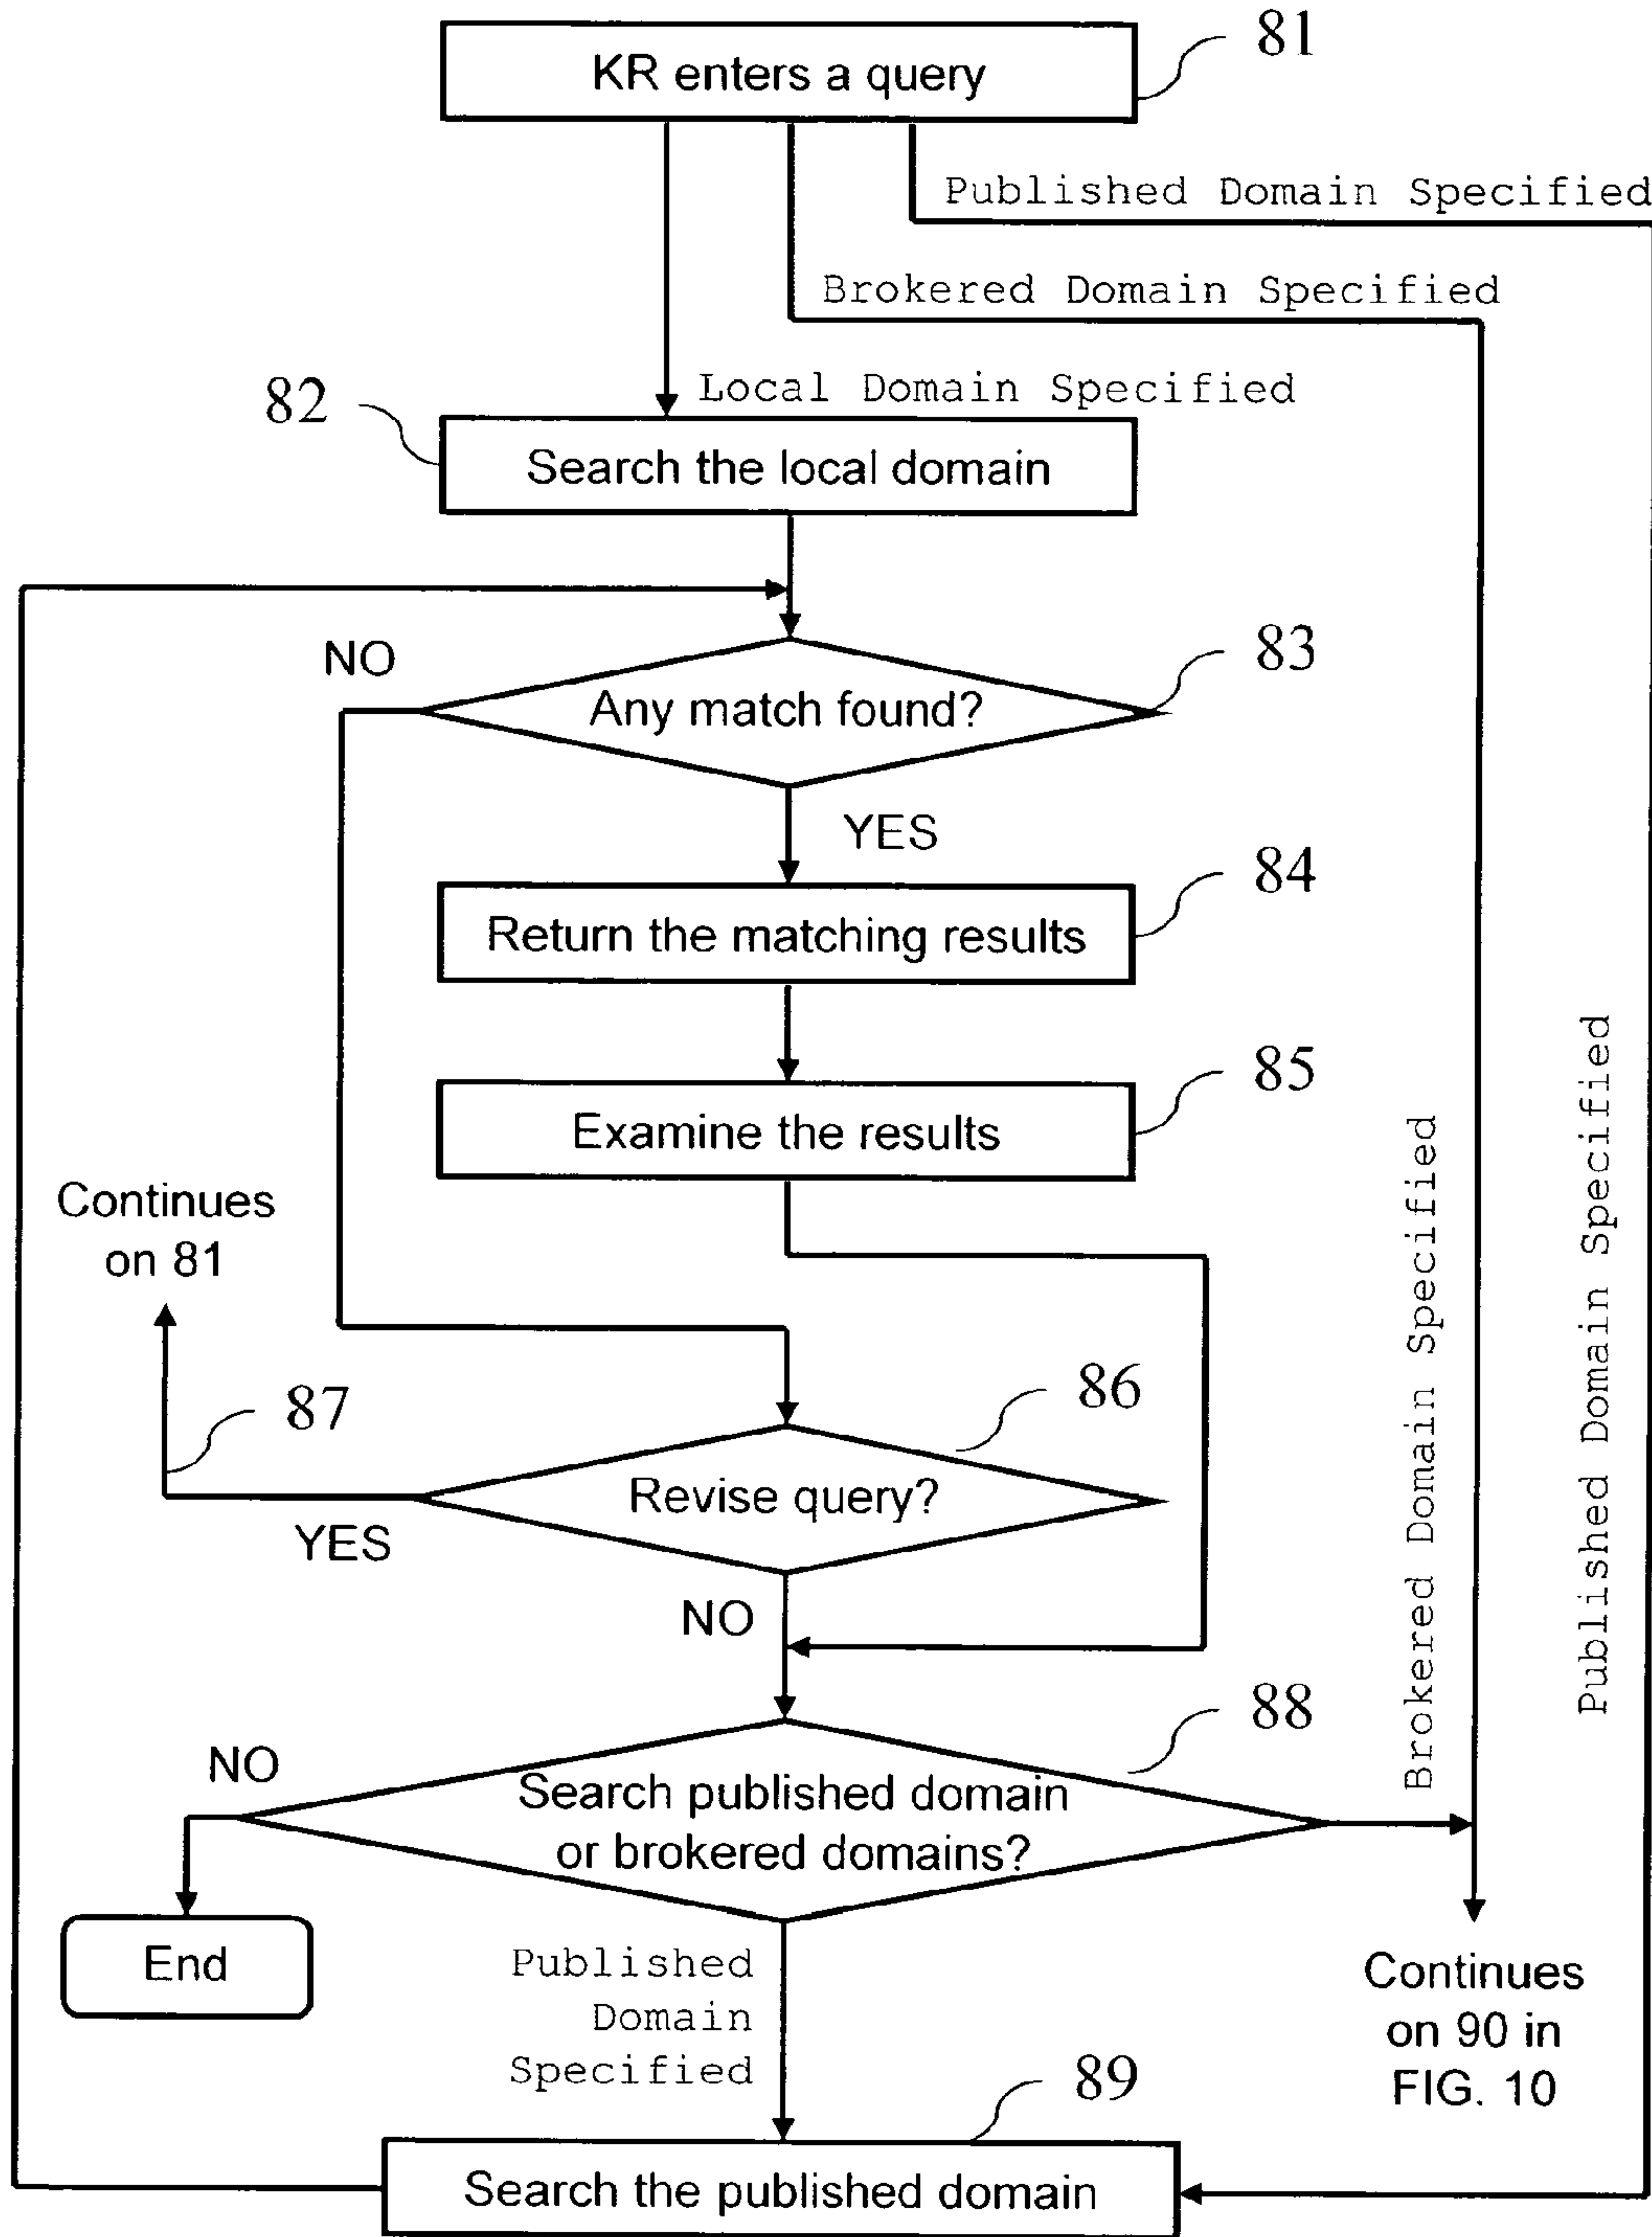 81
KR enters a query
Published Domain Specified
Brokered Domain Specified
Local Domain Specified
82
Search the local domain
NO
83
Any match found?
YES
84
Return the matching results
85
Examine the results
Continues
on 81
87
86
Revise query?
YES
NO
Brokered Domain Specified
Published Domain Specified
88
NO
Search published domain
or brokered domains?
End
Published
Domain
Specified
Continues
on 90 in
FIG. 10
89
Search the published domain